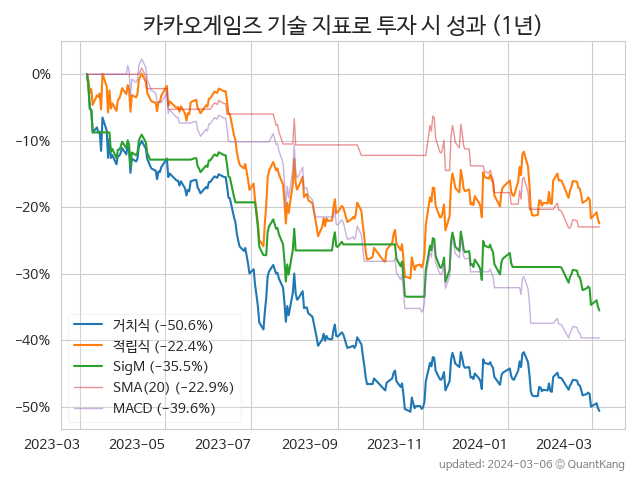 카카오게임즈 기술 지표로 투자 시 성과 (1년)
0%
−10%
−20%
−30%
−40%
−50%
거치식 (−50.6%)
적립식 (−22.4%)
SigM (−35.5%)
SMA(20) (−22.9%)
MACD (−39.6%)
2023−03
2023−05
2023−07
2023−09
2023−11
2024−01
2024−03
updated: 2024−03−06 © QuantKang